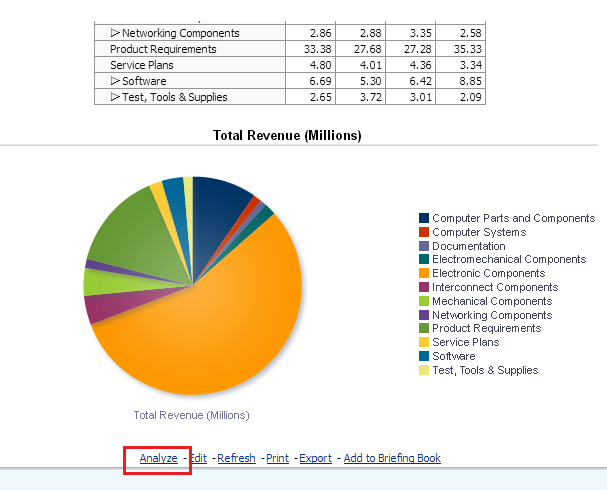 ▷ Networking Components 2.86 2.88 3.35 2.58
Product Requirements 33.38 27.68 27.28 35.33
Service Plans 4.80 4.01 4.36 3.34
▷ Software 6.69 5.30 6.42 8.85
▷ Test, Tools & Supplies 2.65 3.72 3.01 2.09
Total Revenue (Millions)
Computer Parts and Components
Computer Systems
Documentation
Electromechanical Components
Electronic Components
Interconnect Components
Mechanical Components
Networking Components
Product Requirements
Service Plans
Software
Test, Tools & Supplies
Total Revenue (Millions)
Analyze - Edit - Refresh - Print - Export - Add to Briefing Book